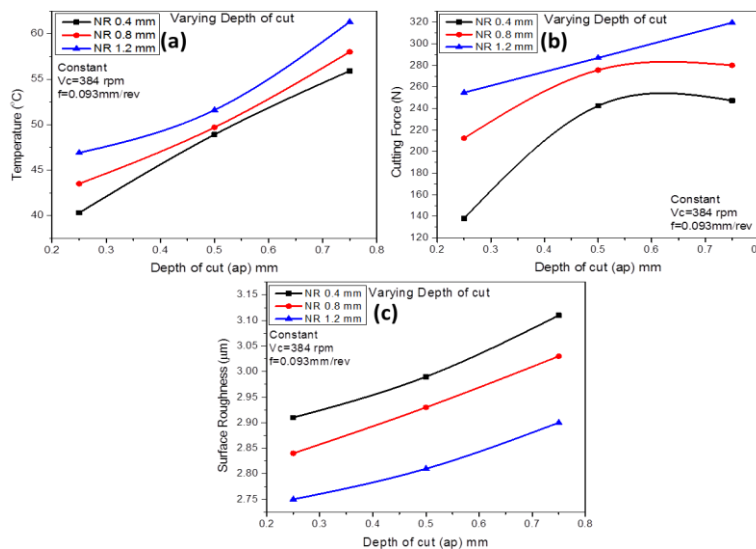 Varying Depth of cut
NR 0.4 mm
NR 0.8 mm
NR 1.2 mm
(a)
Constant
Vc=384 rpm
f=0.093mm/rev
Temperature (°C)
60
55
50
45
40
0.2 0.3 0.4 0.5 0.6 0.7 0.8
Depth of cut (ap) mm
Varying Depth of cut
NR 0.4 mm
NR 0.8 mm
NR 1.2 mm
(b)
Constant
Vc=384 rpm
f=0.093mm/rev
Cutting Force (N)
320
300
280
260
240
220
200
180
160
140
120
0.2 0.3 0.4 0.5 0.6 0.7 0.8
Depth of cut (ap) mm
Varying Depth of cut
NR 0.4 mm
NR 0.8 mm
NR 1.2 mm
(c)
Constant
Vc=384 rpm
f=0.093mm/rev
Surface Roughness (µm)
3.15
3.10
3.05
3.00
2.95
2.90
2.85
2.80
2.75
0.2 0.3 0.4 0.5 0.6 0.7 0.8
Depth of cut (ap) mm